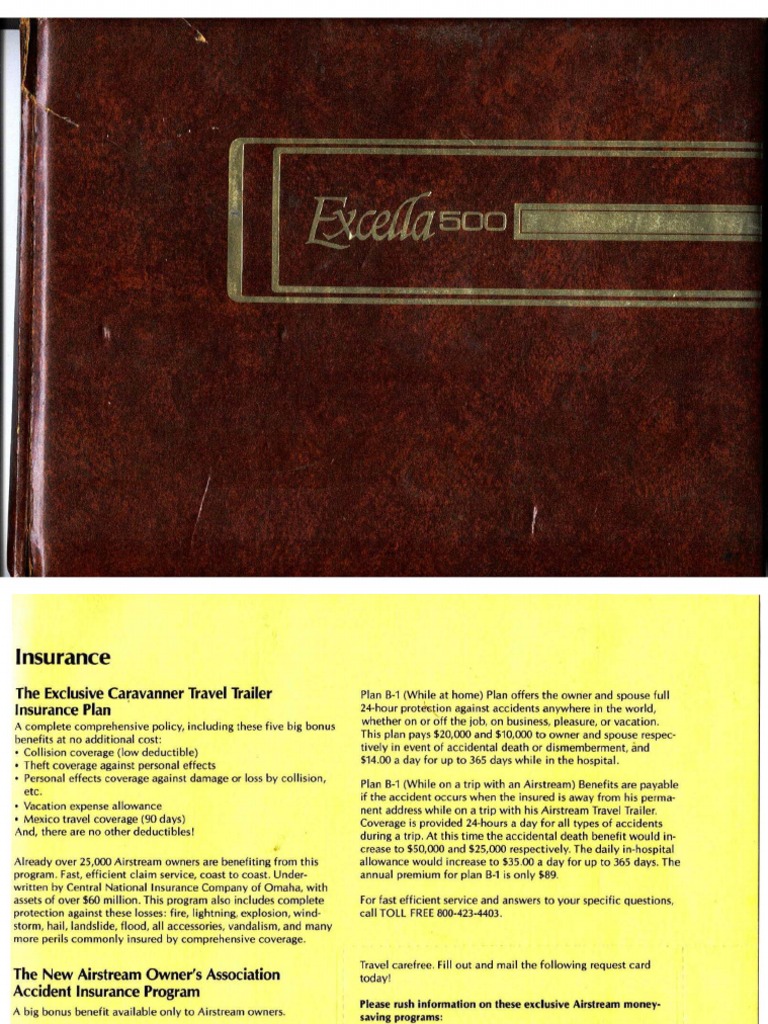 Excella 500
Insurance
The Exclusive Caravanner Travel Trailer
Insurance Plan
A complete comprehensive policy, including these five big bonus
benefits at no additional cost:
• Collision coverage (low deductible)
• Theft coverage against personal effects
• Personal effects coverage against damage or loss by collision,
etc.
• Vacation expense allowance
• Mexico travel coverage (90 days)
And, there are no other deductibles!
Already over 25,000 Airstream owners are benefiting from this
program. Fast, efficient claim service, coast to coast. Under-
written by Central National Insurance Company of Omaha, with
assets of over $60 million. This program also includes complete
protection against these losses: fire, lightning, explosion, wind-
storm, hail, landslide, flood, all accessories, vandalism, and many
more perils commonly insured by comprehensive coverage.
The New Airstream Owner's Association
Accident Insurance Program
A big bonus benefit available only to Airstream owners.
Plan B-1 (While at home) Plan offers the owner and spouse full
24-hour protection against accidents anywhere in the world,
whether on or off the job, on business, pleasure, or vacation.
This plan pays $20,000 and $10,000 to owner and spouse respec-
tively in event of accidental death or dismemberment, and
$14.00 a day for up to 365 days while in the hospital.
Plan B-1 (While on a trip with an Airstream) Benefits are payable
if the accident occurs when the insured is away from his perma-
nent address while on a trip with his Airstream Travel Trailer.
Coverage is provided 24-hours a day for all types of accidents
during a trip. At this time the accidental death benefit would in-
crease to $50,000 and $25,000 respectively. The daily in-hospital
allowance would increase to $35.00 a day for up to 365 days. The
annual premium for plan B-1 is only $89.
For fast efficient service and answers to your specific questions,
call TOLL FREE 800-423-4403.
Travel carefree. Fill out and mail the following request card
today!
Please rush information on these exclusive Airstream money-
saving programs: